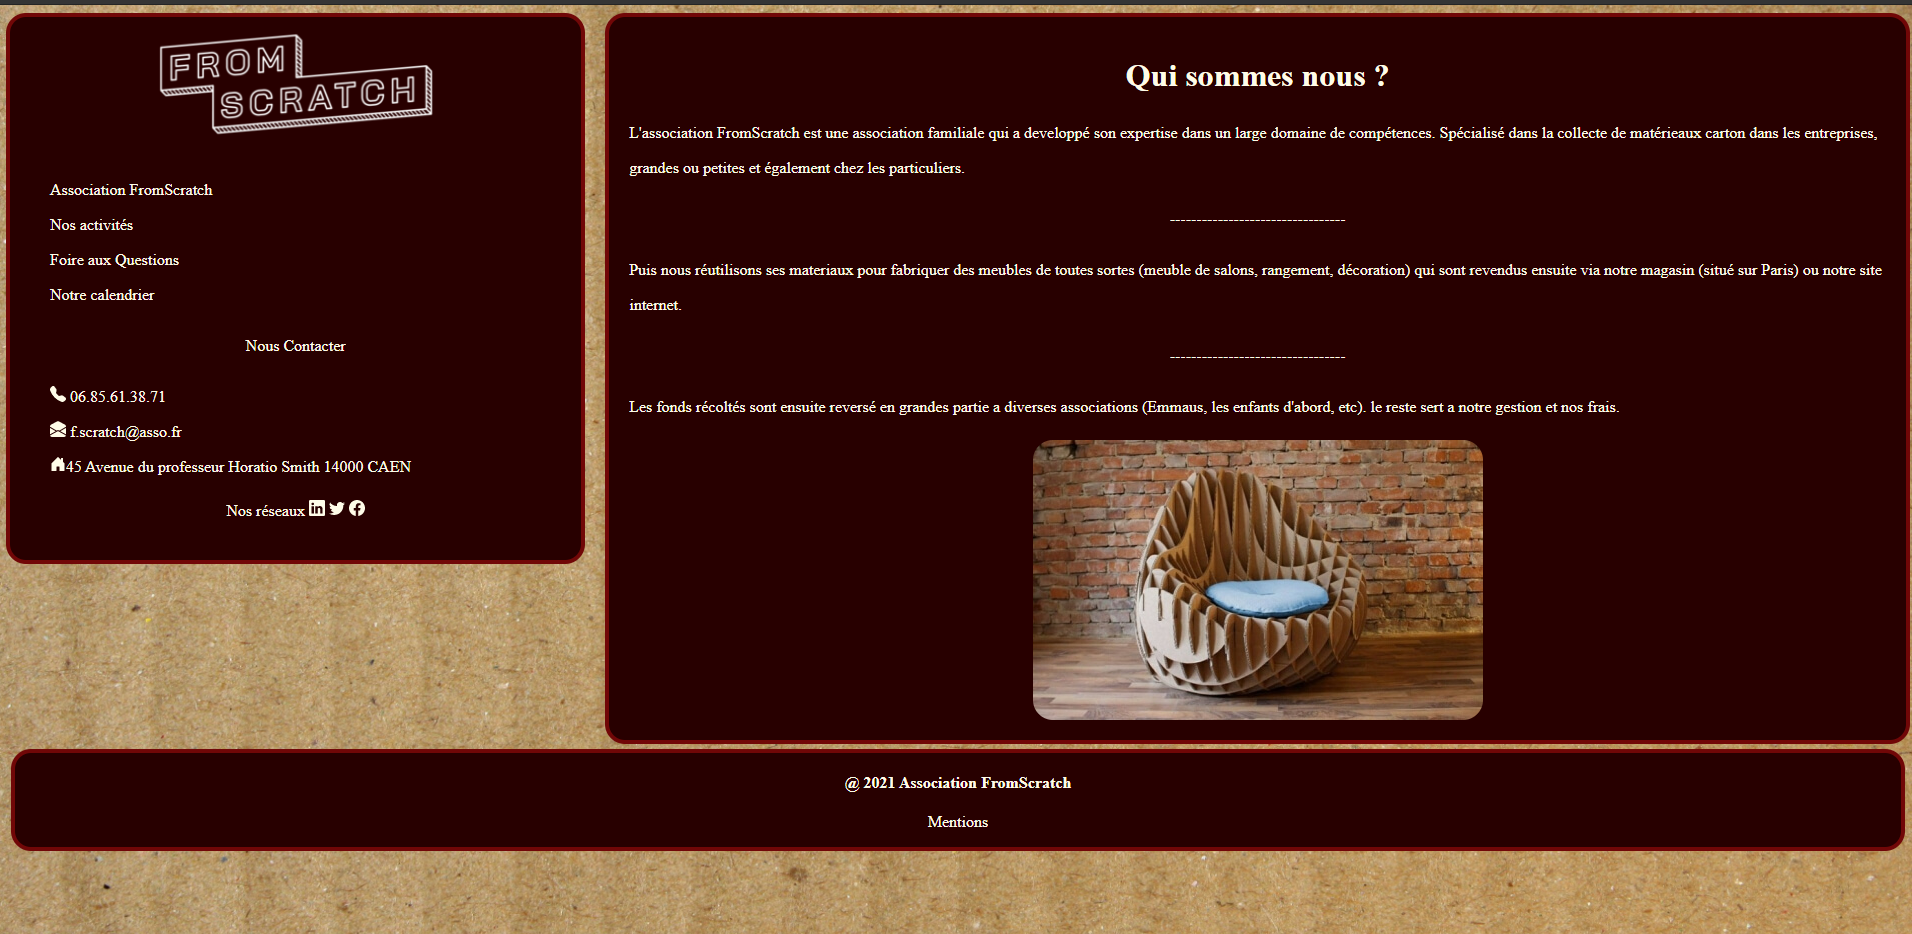 FROM
SCRATCH
Association FromScratch
Nos activités
Foire aux Questions
Notre calendrier
Nous Contacter
06.85.61.38.71
f.scratch@asso.fr
45 Avenue du professeur Horatio Smith 14000 CAEN
Nos réseaux
Qui sommes nous ?
L'association FromScratch est une association familiale qui a developpé son expertise dans un large domaine de compétences. Spécialisé dans la collecte de matérieaux carton dans les entreprises,
grandes ou petites et également chez les particuliers.
---------------------------------
Puis nous réutilisons ses materiaux pour fabriquer des meubles de toutes sortes (meuble de salons, rangement, décoration) qui sont revendus ensuite via notre magasin (situé sur Paris) ou notre site
internet.
---------------------------------
Les fonds récoltés sont ensuite reversé en grandes partie a diverses associations (Emmaus, les enfants d'abord, etc). le reste sert a notre gestion et nos frais.
@ 2021 Association FromScratch
Mentions